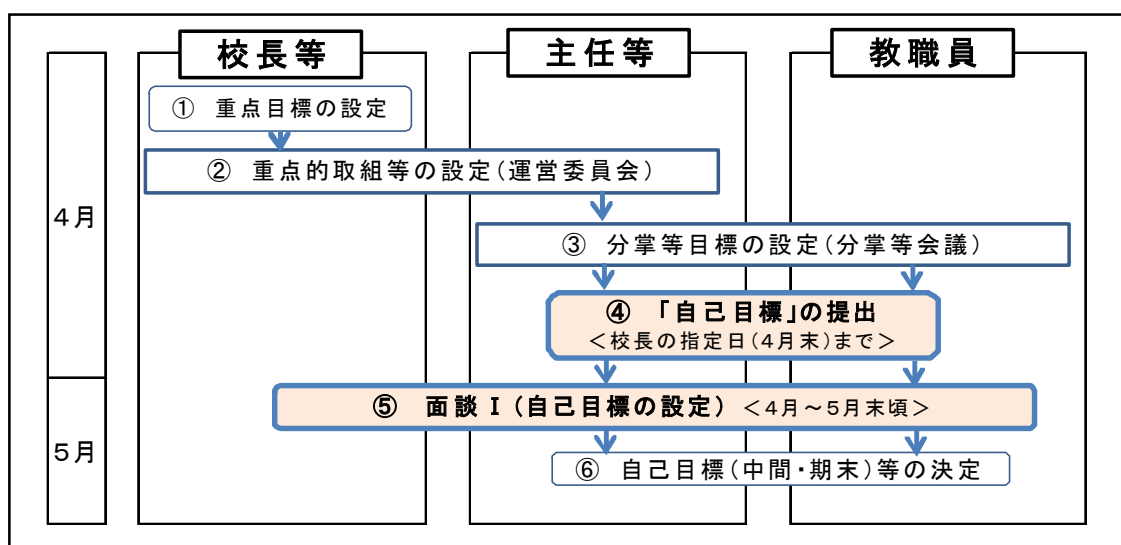 校長等
主任等
教職員
① 重点目標の設定
② 重点的取組等の設定(運営委員会)
4月
③ 分掌等目標の設定(分掌等会議)
④ 「自己目標」の提出
<校長の指定日(4月末)まで>
⑤ 面談Ⅰ(自己目標の設定) <4月~5月末頃>
5月
⑥ 自己目標(中間・期末)等の決定